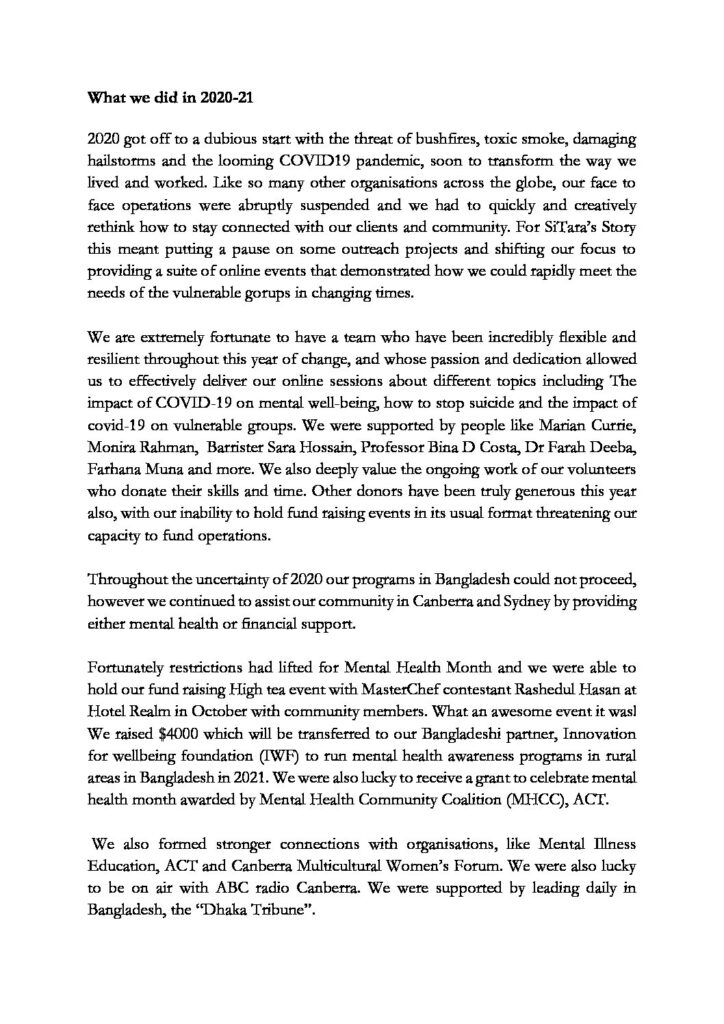 What we did in 2020-21
2020 got off to a dubious start with the threat of bushfires, toxic smoke, damaging
hailstorms and the looming COVID19 pandemic, soon to transform the way we
lived and worked. Like so many other organisations across the globe, our face to
face operations were abruptly suspended and we had to quickly and creatively
rethink how to stay connected with our clients and community. For SiTara's Story
this meant putting a pause on some outreach projects and shifting our focus to
providing a suite of online events that demonstrated how we could rapidly meet the
needs of the vulnerable gorups in changing times.
We are extremely fortunate to have a team who have been incredibly flexible and
resilient throughout this year of change, and whose passion and dedication allowed
us to effectively deliver our online sessions about different topics including The
impact of COVID-19 on mental well-being, how to stop suicide and the impact of
covid-19 on vulnerable groups. We were supported by people like Marian Currie,
Monira Rahman, Barrister Sara Hossain, Professor Bina D Costa, Dr Farah Deeba,
Farhana Muna and more. We also deeply value the ongoing work of our volunteers
who donate their skills and time. Other donors have been truly generous this year
also, with our inability to hold fund raising events in its usual format threatening our
capacity to fund operations.
Throughout the uncertainty of 2020 our programs in Bangladesh could not proceed,
however we continued to assist our community in Canberra and Sydney by providing
either mental health or financial support.
Fortunately restrictions had lifted for Mental Health Month and we were able to
hold our fund raising High tea event with MasterChef contestant Rashedul Hasan at
Hotel Realm in October with community members. What an awesome event it was!
We raised $4000 which will be transferred to our Bangladeshi partner, Innovation
for wellbeing foundation (IWF) to run mental health awareness programs in rural
areas in Bangladesh in 2021. We were also lucky to receive a grant to celebrate mental
health month awarded by Mental Health Community Coalition (MHCC), ACT.
We also formed stronger connections with organisations, like Mental Illness
Education, ACT and Canberra Multicultural Women's Forum. We were also lucky
to be on air with ABC radio Canberra. We were supported by leading daily in
Bangladesh, the "Dhaka Tribune".